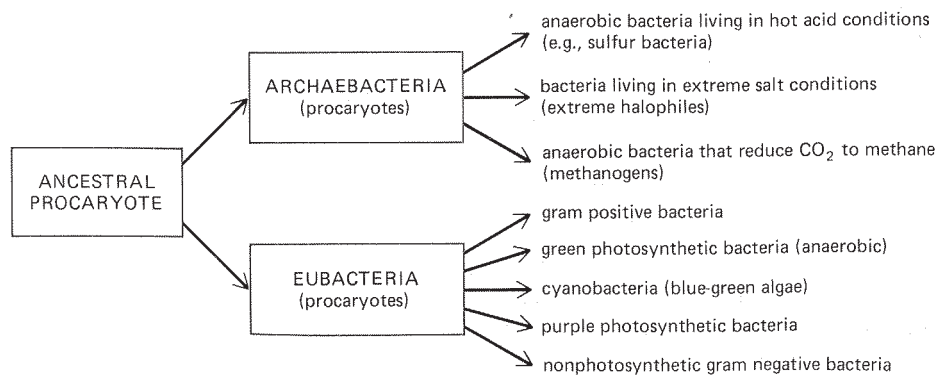 ANCESTRAL
PROCARYOTE
ARCHAEBACTERIA
(procaryotes)
anaerobic bacteria living in hot acid conditions
(e.g., sulfur bacteria)
bacteria living in extreme salt conditions
(extreme halophiles)
anaerobic bacteria that reduce CO₂ to methane
(methanogens)
EUBACTERIA
(procaryotes)
gram positive bacteria
green photosynthetic bacteria (anaerobic)
cyanobacteria (blue-green algae)
purple photosynthetic bacteria
nonphotosynthetic gram negative bacteria